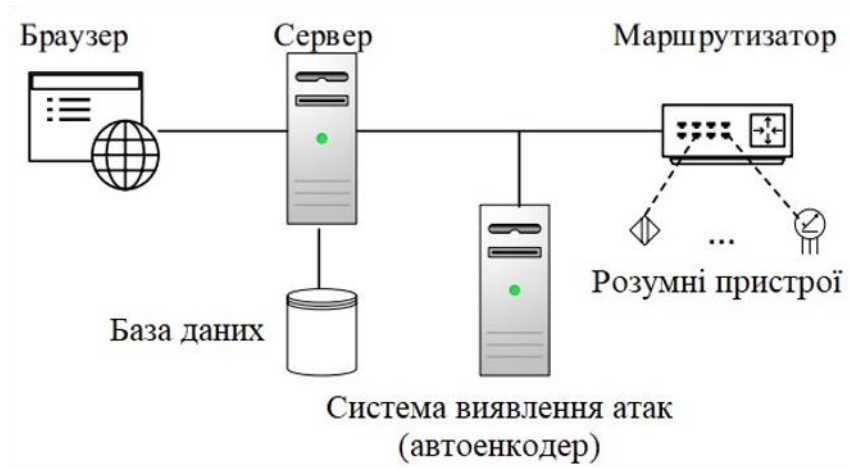 Браузер
Сервер
Маршрутизатор
...
Розумні пристрої
База даних
Система виявлення атак
(автоенкодер)